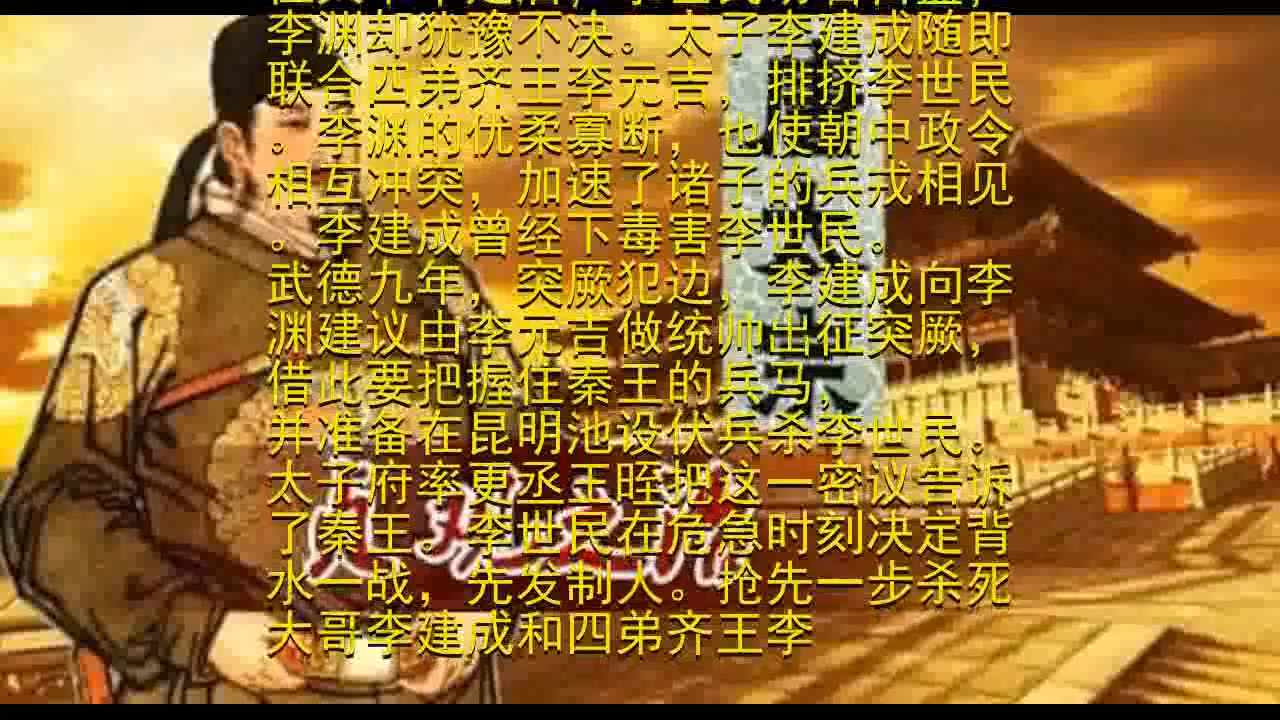 李渊却犹豫不决。太子李建成随即
联合四弟齐王李元吉，排挤李世民
。李渊的优柔寡断，也使朝中政令
相互冲突，加速了诸子的兵戎相见
。李建成曾经下毒害李世民。
武德九年，突厥犯边，李建成向李
渊建议由李元吉做统帅出征突厥，
借此要把握住秦王的兵马，
并准备在昆明池设伏兵杀李世民。
太子府率更丞王晊把这一密议告诉
了秦王。李世民在危急时刻决定背
水一战，先发制人。抢先一步杀死
大哥李建成和四弟齐王李